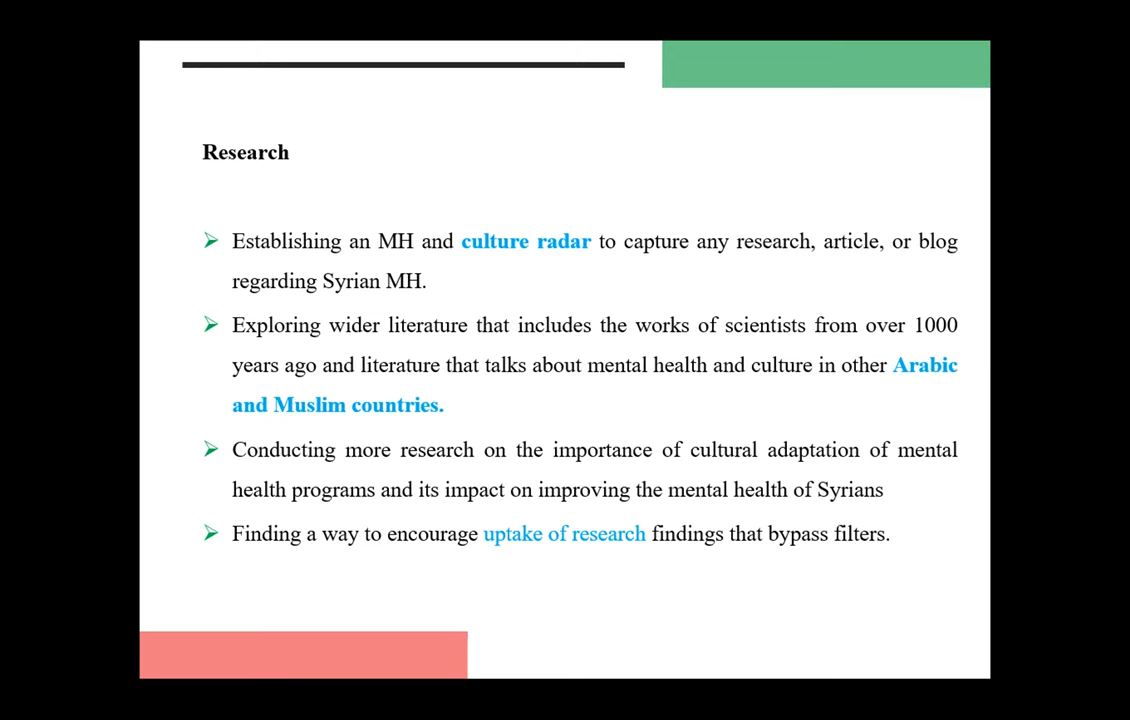 Research
Establishing an MH and culture radar to capture any research, article, or blog
regarding Syrian MH.
Exploring wider literature that includes the works of scientists from over 1000
years ago and literature that talks about mental health and culture in other Arabic
and Muslim countries.
Conducting more research on the importance of cultural adaptation of mental
health programs and its impact on improving the mental health of Syrians
Finding a way to encourage uptake of research findings that bypass filters.